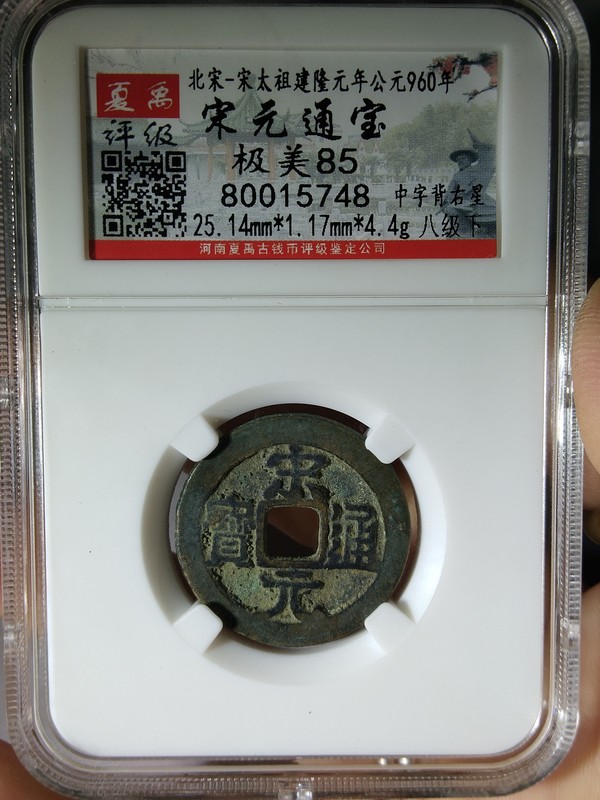 北宋-宋太祖建隆元年公元960年
夏禹
评级
宋元通宝
极美85
80015748 中字背右星
25.14mm*1.17mm*4.4g 八级下
河南夏禹古钱币评级鉴定公司
宋
寶 通
元